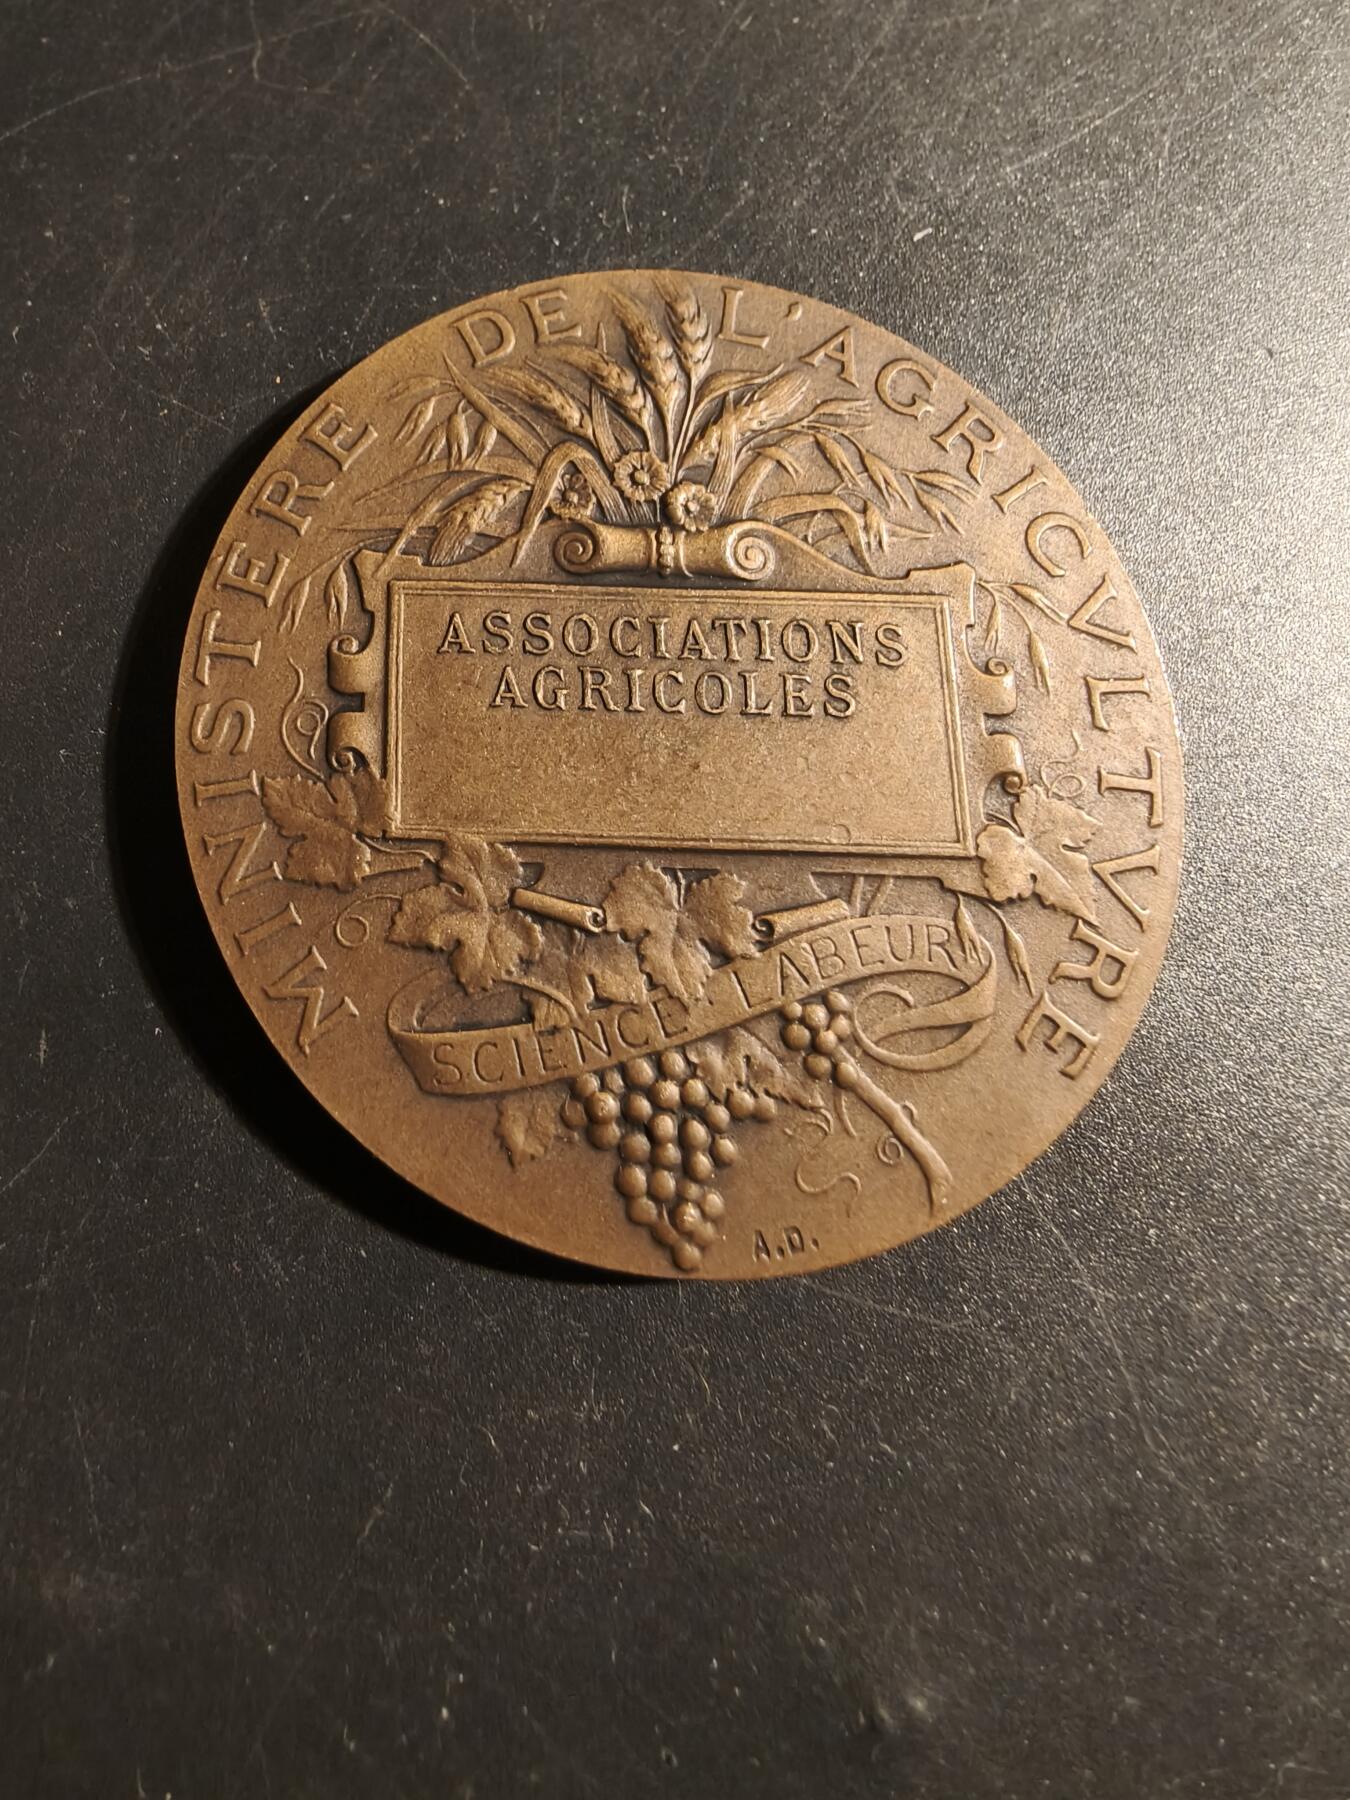 MINISTÈRE DE L'AGRICVLTVRE
ASSOCIATIONS
AGRICOLES
SCIENCE LABEUR
A.D.